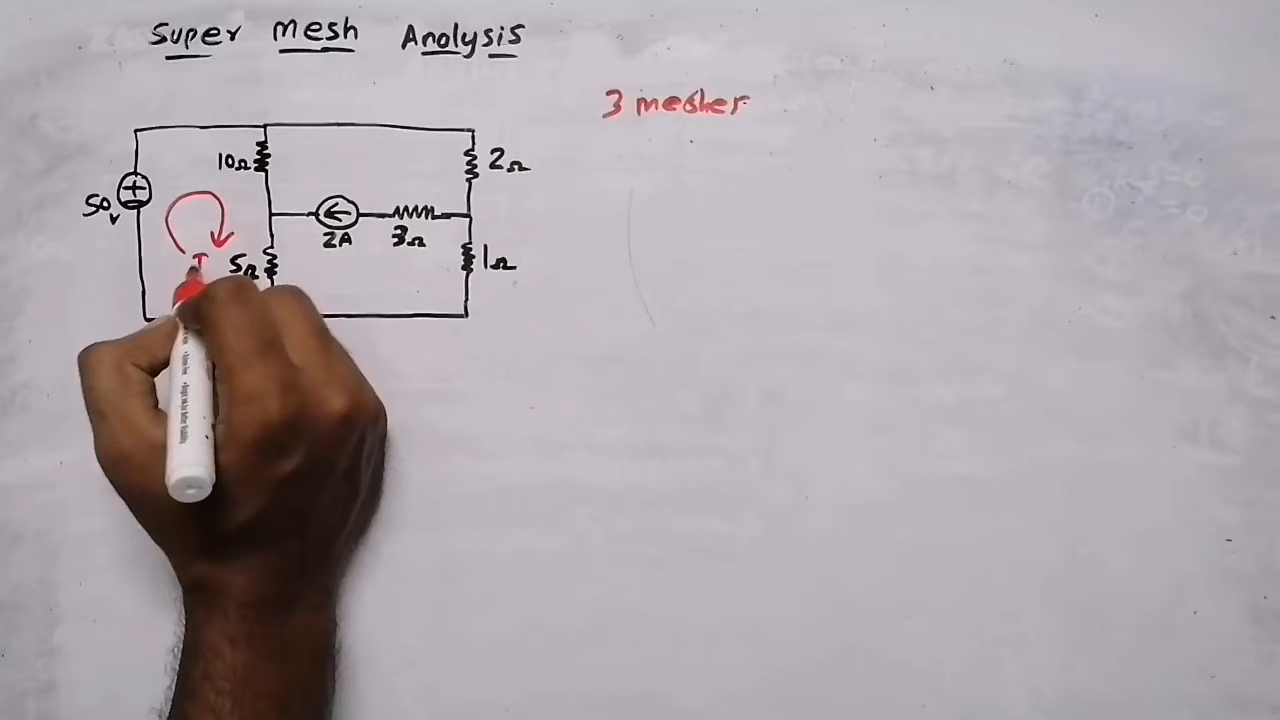 Super Mesh Analysis
3 meshes
10Ω
2Ω
50v
2A
3Ω
5Ω
1Ω
I